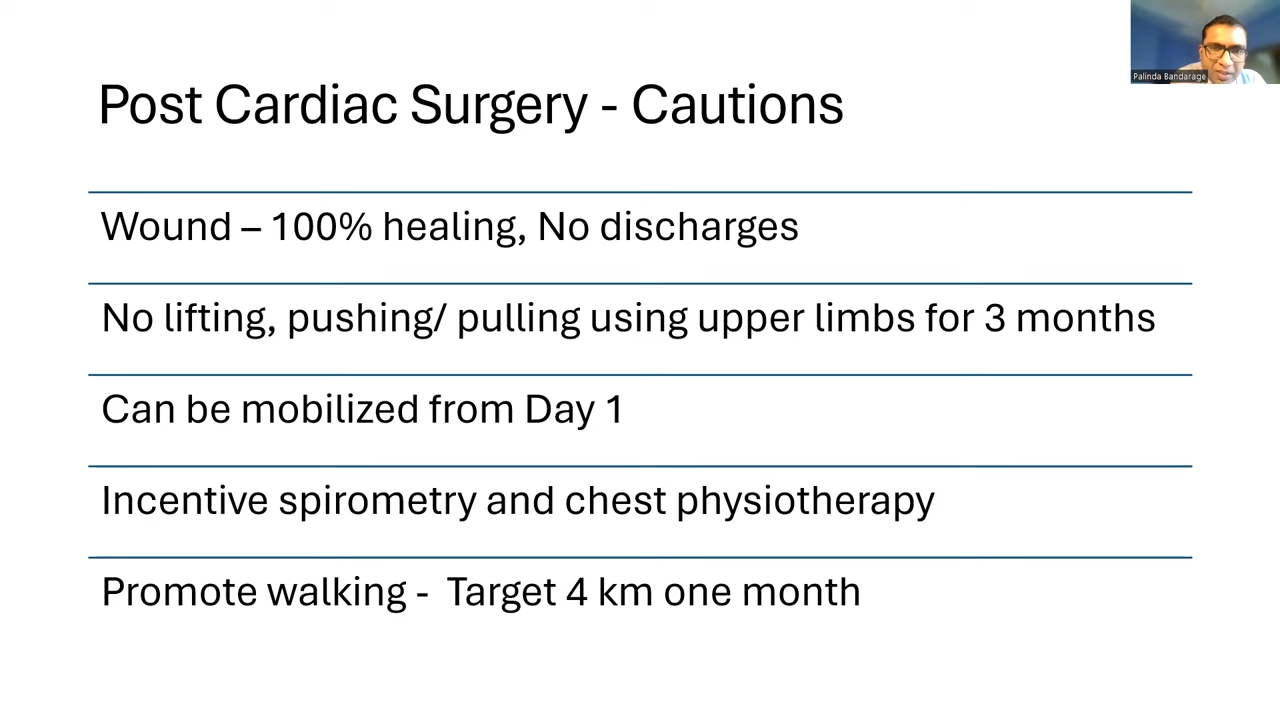 Palinda Bandarage
Post Cardiac Surgery - Cautions
Wound – 100% healing, No discharges
No lifting, pushing/ pulling using upper limbs for 3 months
Can be mobilized from Day 1
Incentive spirometry and chest physiotherapy
Promote walking - Target 4 km one month